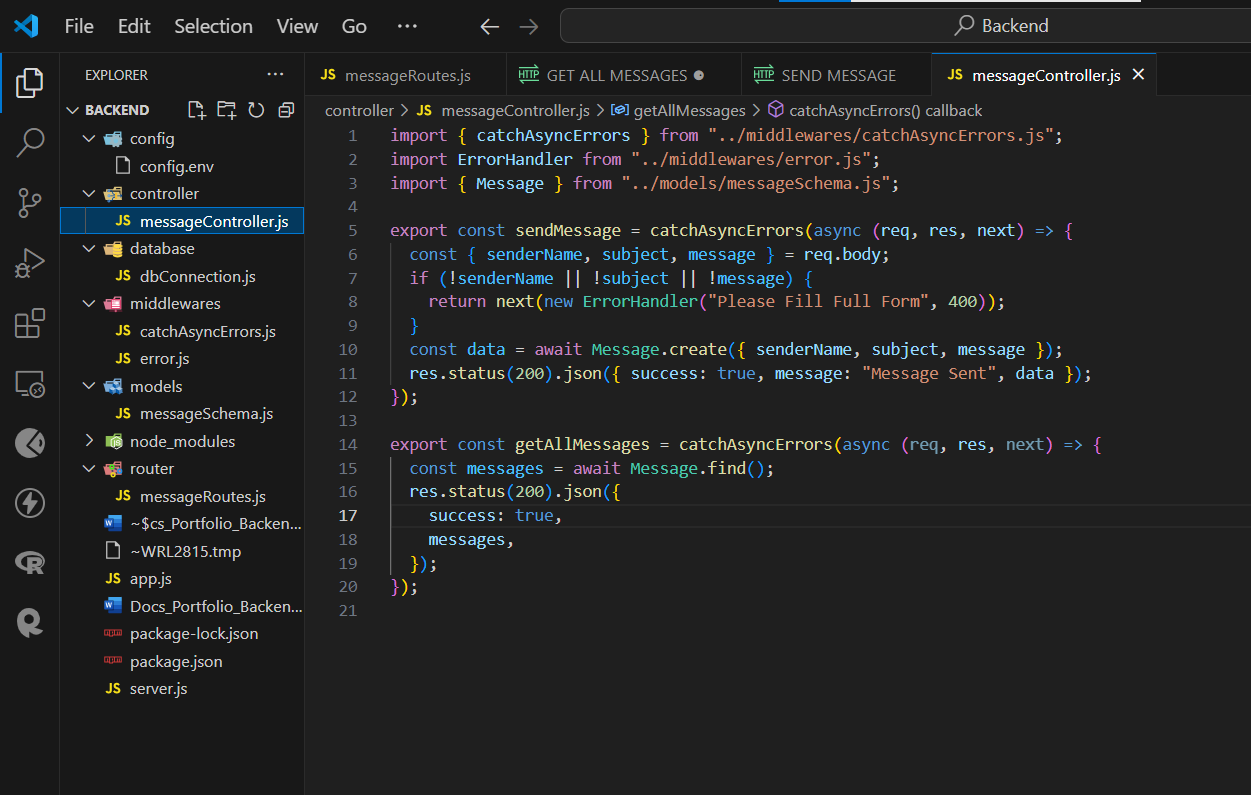 File Edit Selection View Go ··· Backend
EXPLORER ···
BACKEND
config
config.env
controller
JS messageController.js
database
JS dbConnection.js
middlewares
JS catchAsyncErrors.js
JS error.js
models
JS messageSchema.js
node_modules
router
JS messageRoutes.js
~$cs_Portfolio_Backen...
~WRL2815.tmp
JS app.js
Docs_Portfolio_Backen...
package-lock.json
package.json
JS server.js
JS messageRoutes.js HTTP GET ALL MESSAGES ● HTTP SEND MESSAGE JS messageController.js ×
controller > JS messageController.js > getAllMessages > catchAsyncErrors() callback
1 import { catchAsyncErrors } from "../middlewares/catchAsyncErrors.js";
2 import ErrorHandler from "../middlewares/error.js";
3 import { Message } from "../models/messageSchema.js";
4
5 export const sendMessage = catchAsyncErrors(async (req, res, next) => {
6 const { senderName, subject, message } = req.body;
7 if (!senderName || !subject || !message) {
8 return next(new ErrorHandler("Please Fill Full Form", 400));
9 }
10 const data = await Message.create({ senderName, subject, message });
11 res.status(200).json({ success: true, message: "Message Sent", data });
12 });
13
14 export const getAllMessages = catchAsyncErrors(async (req, res, next) => {
15 const messages = await Message.find();
16 res.status(200).json({
17 success: true,
18 messages,
19 });
20 });
21